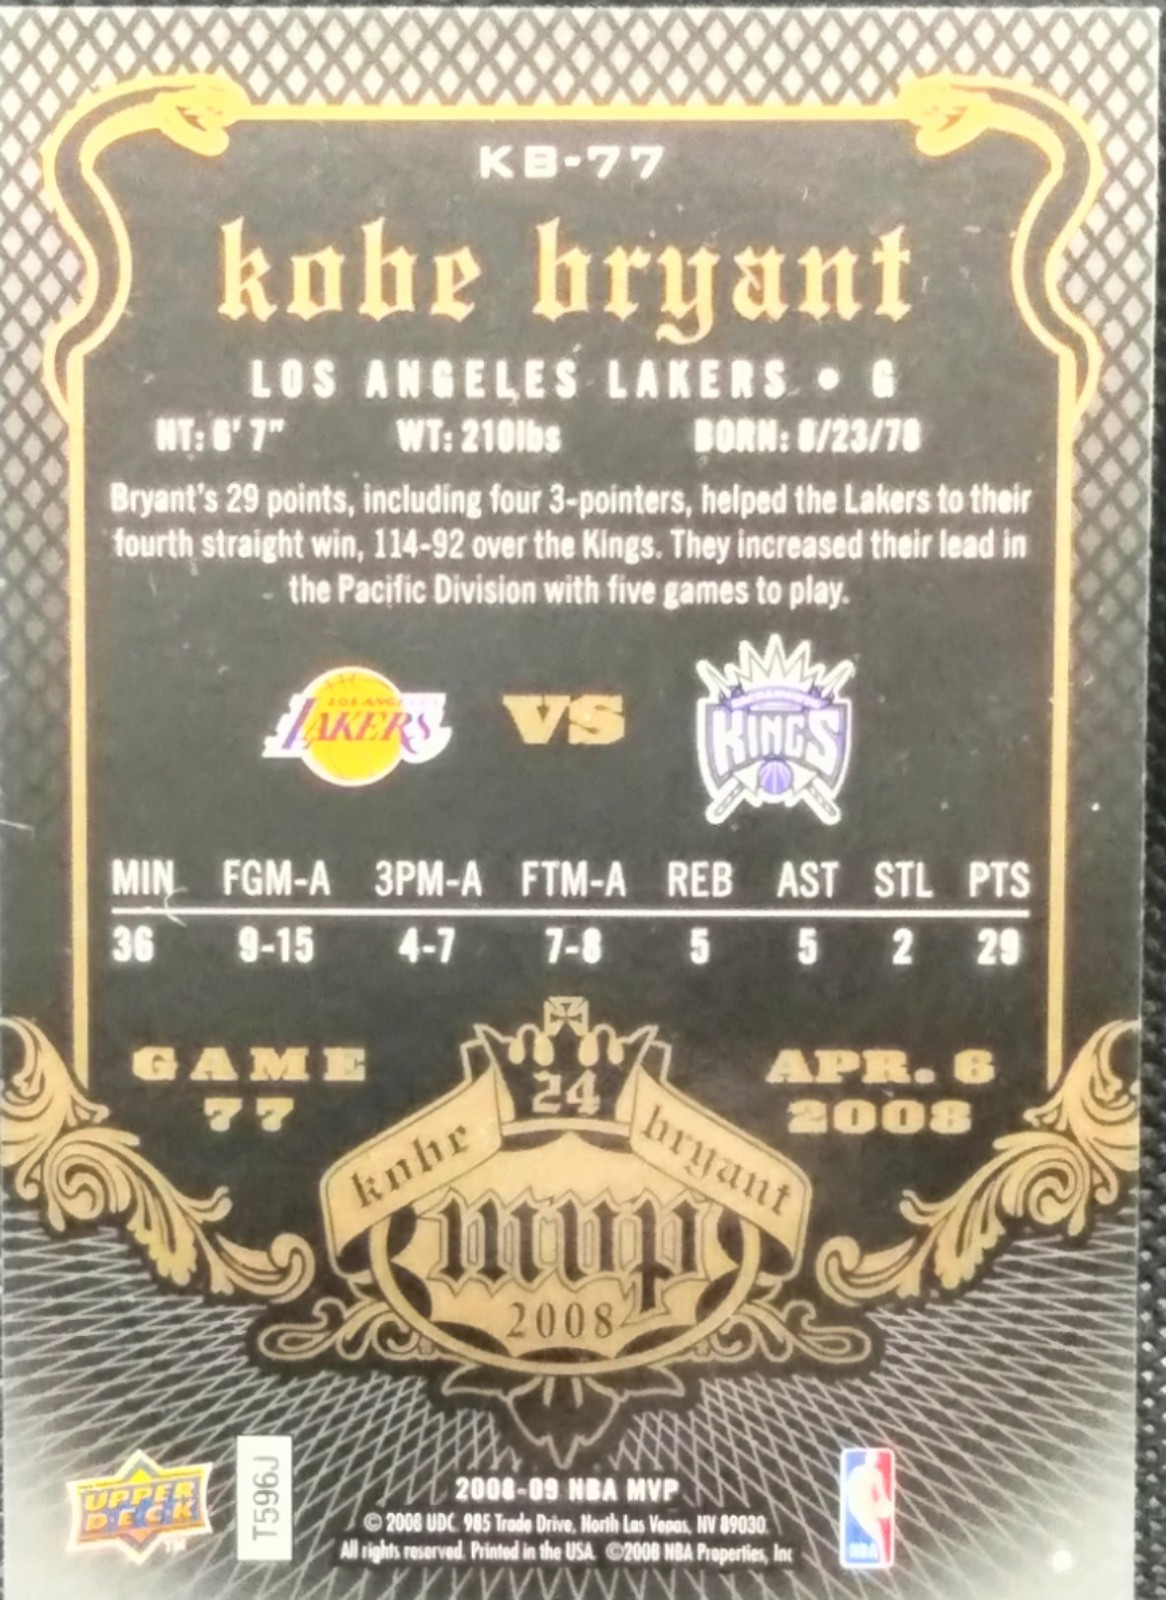 KB-77
kobe bryant
LOS ANGELES LAKERS • G
HT: 6' 7" WT: 210lbs BORN: 8/23/78
Bryant's 29 points, including four 3-pointers, helped the Lakers to their
fourth straight win, 114-92 over the Kings. They increased their lead in
the Pacific Division with five games to play.
LOS ANGELES
LAKERS
VS
SACRAMENTO
KINGS
MIN FGM-A 3PM-A FTM-A REB AST STL PTS
36 9-15 4-7 7-8 5 5 2 29
GAME
77
APR. 6
2008
24
kobe bryant
mvp
2008
UPPER
DECK
TM
T596J
2008-09 NBA MVP
© 2008 UDC. 985 Trade Drive, North Las Vegas, NV 89030.
All rights reserved. Printed in the USA. ©2008 NBA Properties, Inc
NBA